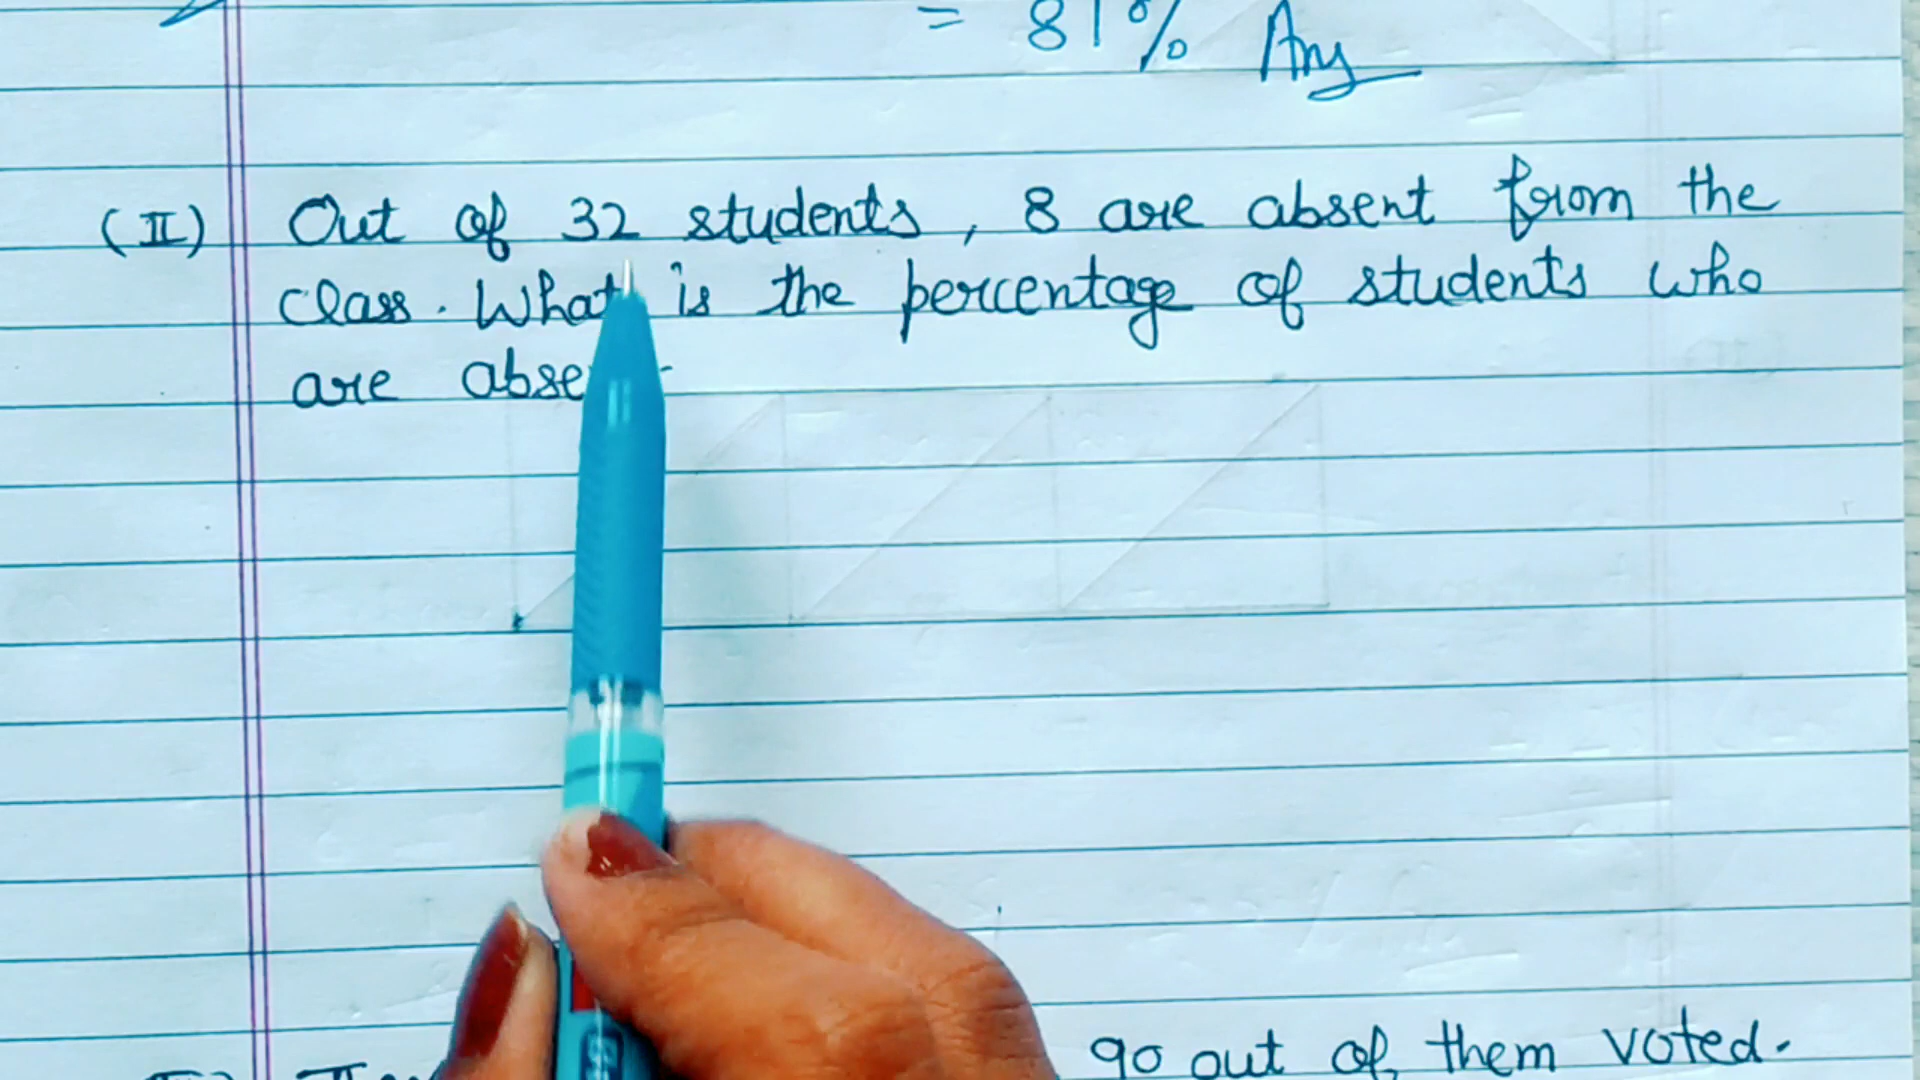 = 81% Ans
(II) Out of 32 students, 8 are absent from the
class. What is the percentage of students who
are abse
90 out of them voted.